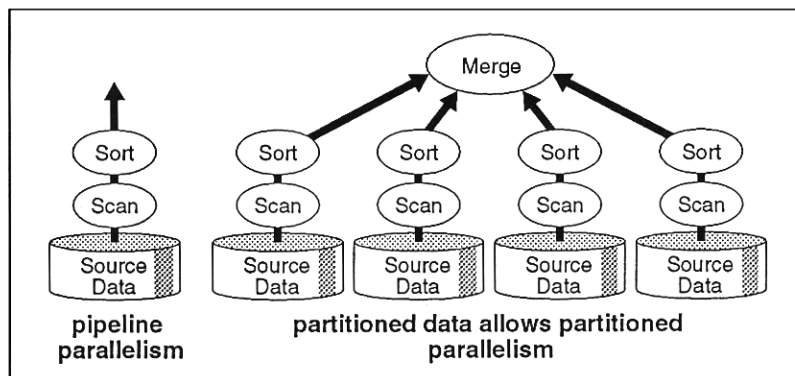 Merge
Sort
Sort
Sort
Sort
Sort
Scan
Scan
Scan
Scan
Scan
Source
Data
Source
Data
Source
Data
Source
Data
Source
Data
pipeline
parallelism
partitioned data allows partitioned
parallelism